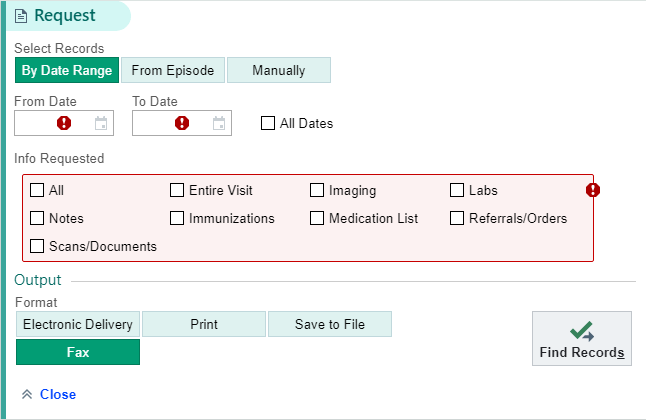 Request
Select Records
By Date Range From Episode Manually
From Date To Date
All Dates
Info Requested
All Entire Visit Imaging Labs
Notes Immunizations Medication List Referrals/Orders
Scans/Documents
Output
Format
Electronic Delivery Print Save to File
Fax
Find Records
Close